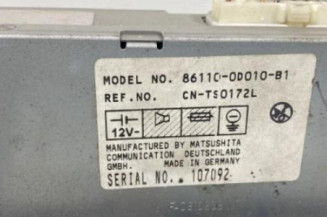 MODEL NO. 86110-0D010-B1
REF.NO. CN-TS0172L
12V⎓
MANUFACTURED BY MATSUSHITA
COMMUNICATION DEUTSCHLAND
GMBH. MADE IN GERMANY
SERIAL NO. 107092